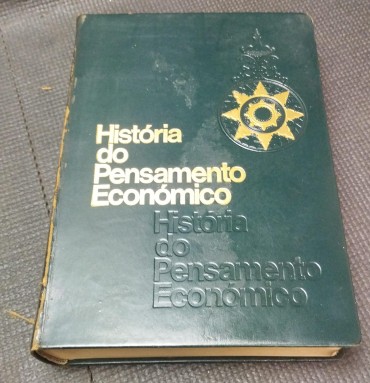 História
do
Pensamento
Económico
História
do
Pensamento
Económico